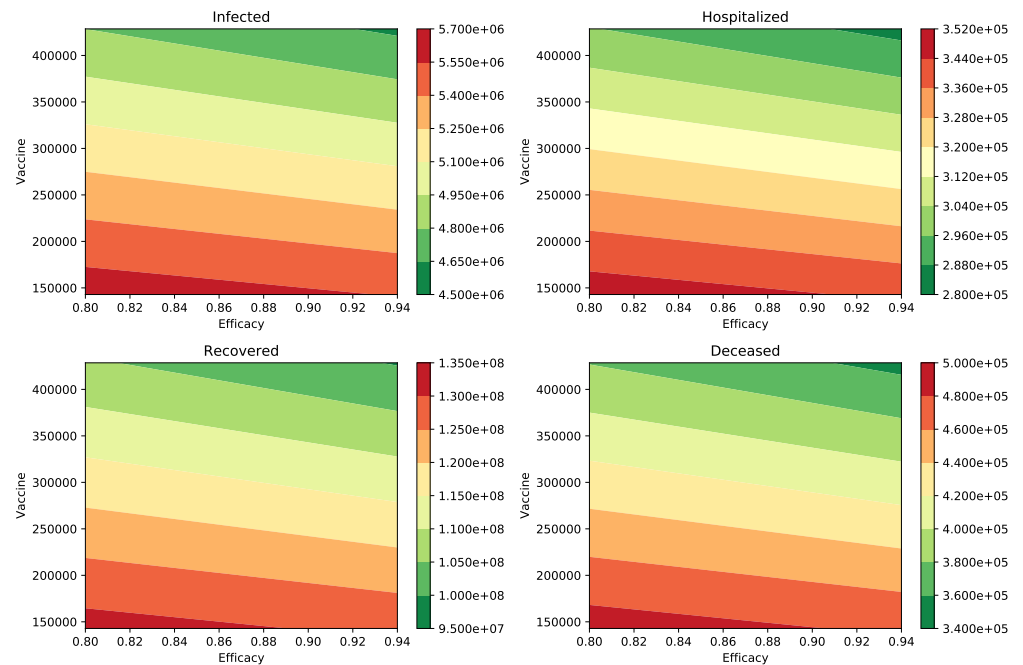 Infected
Hospitalized
Vaccine
400000
350000
300000
250000
200000
150000
0.80 0.82 0.84 0.86 0.88 0.90 0.92 0.94
Efficacy
5.700e+06
5.550e+06
5.400e+06
5.250e+06
5.100e+06
4.950e+06
4.800e+06
4.650e+06
4.500e+06
Vaccine
400000
350000
300000
250000
200000
150000
0.80 0.82 0.84 0.86 0.88 0.90 0.92 0.94
Efficacy
3.520e+05
3.440e+05
3.360e+05
3.280e+05
3.200e+05
3.120e+05
3.040e+05
2.960e+05
2.880e+05
2.800e+05
Recovered
Deceased
Vaccine
400000
350000
300000
250000
200000
150000
0.80 0.82 0.84 0.86 0.88 0.90 0.92 0.94
Efficacy
1.350e+08
1.300e+08
1.250e+08
1.200e+08
1.150e+08
1.100e+08
1.050e+08
1.000e+08
9.500e+07
Vaccine
400000
350000
300000
250000
200000
150000
0.80 0.82 0.84 0.86 0.88 0.90 0.92 0.94
Efficacy
5.000e+05
4.800e+05
4.600e+05
4.400e+05
4.200e+05
4.000e+05
3.800e+05
3.600e+05
3.400e+05